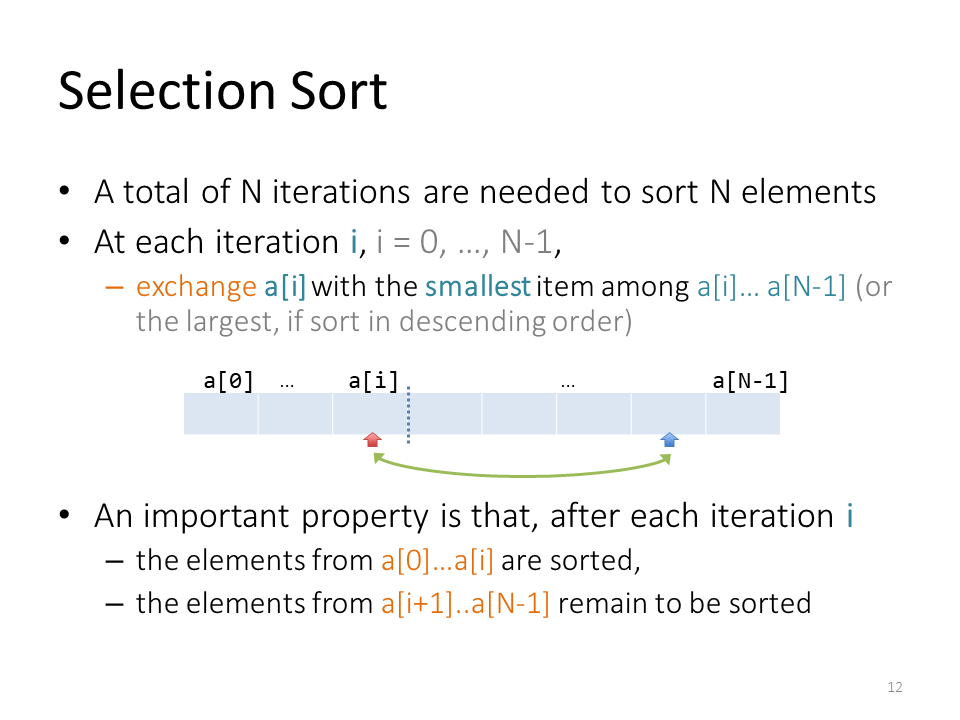 Selection Sort
• A total of N iterations are needed to sort N elements
• At each iteration i, i = 0, …, N-1,
– exchange a[i] with the smallest item among a[i]… a[N-1] (or
the largest, if sort in descending order)
a[0] … a[i] … a[N-1]
• An important property is that, after each iteration i
– the elements from a[0]…a[i] are sorted,
– the elements from a[i+1]..a[N-1] remain to be sorted
12